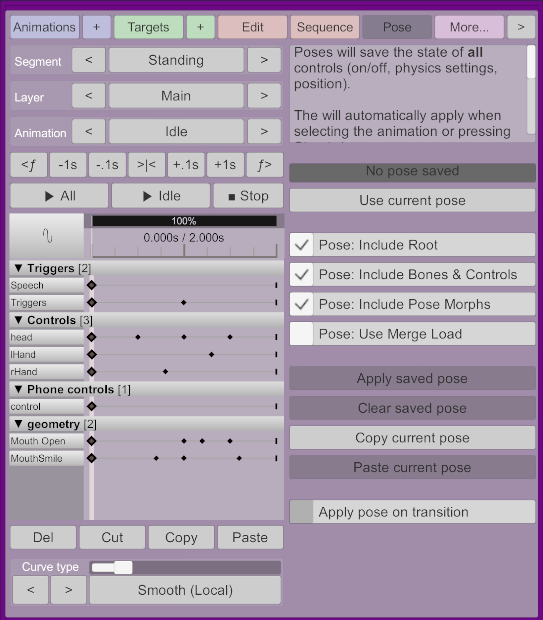 Animations + Targets + Edit Sequence Pose More... >
Segment < Standing >
Layer < Main >
Animation < Idle >
<f -1s -.1s >|< +.1s +1s f>
▶ All ▶ Idle ■ Stop
100%
0.000s / 2.000s
▼ Triggers [2]
Speech
Triggers
▼ Controls [3]
head
lHand
rHand
▼ Phone controls [1]
control
▼ geometry [2]
Mouth Open
MouthSmile
Del Cut Copy Paste
Curve type
< > Smooth (Local)
Poses will save the state of all
controls (on/off, physics settings,
position).
The will automatically apply when
selecting the animation or pressing
No pose saved
Use current pose
Pose: Include Root
Pose: Include Bones & Controls
Pose: Include Pose Morphs
Pose: Use Merge Load
Apply saved pose
Clear saved pose
Copy current pose
Paste current pose
Apply pose on transition